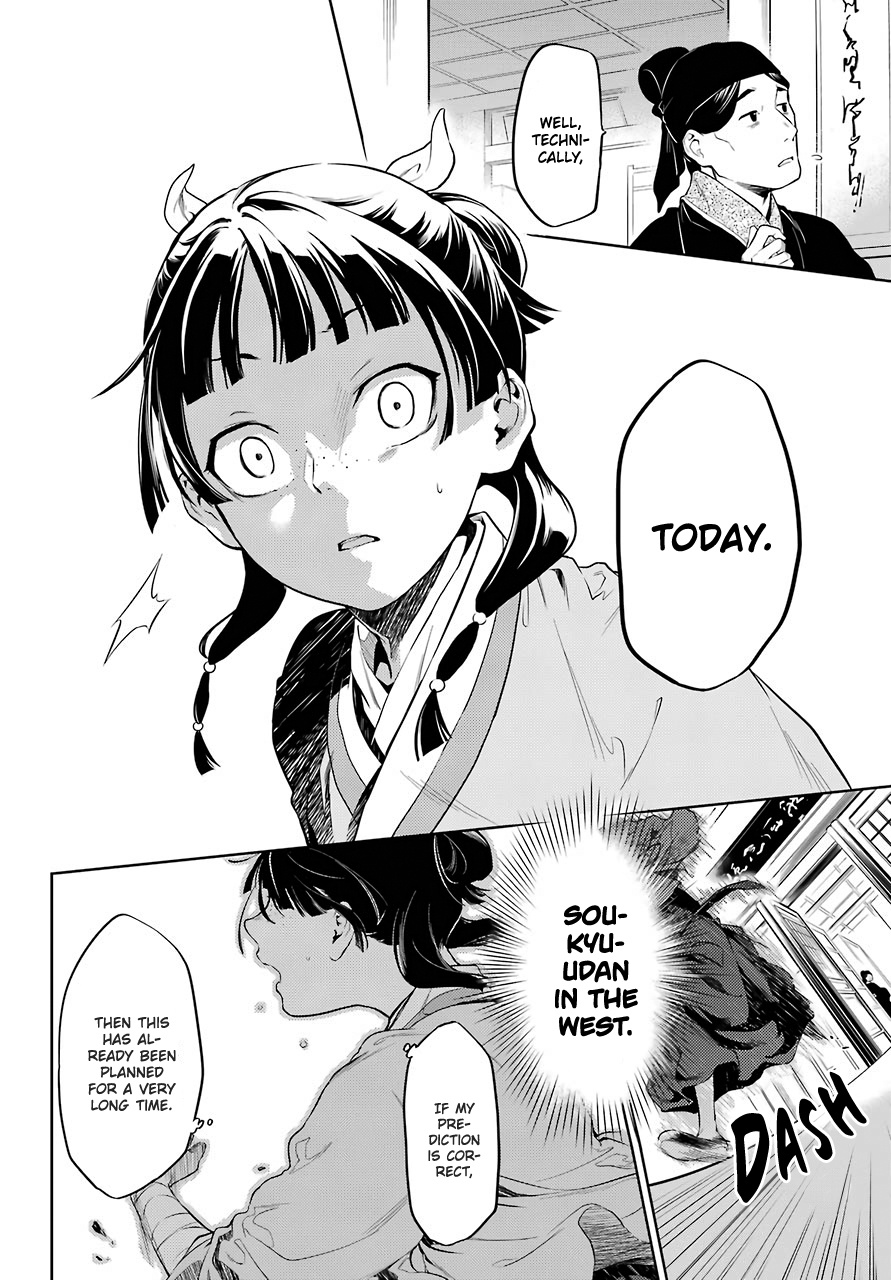 WELL,
TECHNI-
CALLY,
TODAY.
SOU-
KYU-
UDAN
IN THE
WEST.
DASH
IF MY
PRE-
DICTION
IS COR-
RECT,
THEN THIS
HAS AL-
READY BEEN
PLANNED
FOR A VERY
LONG TIME.